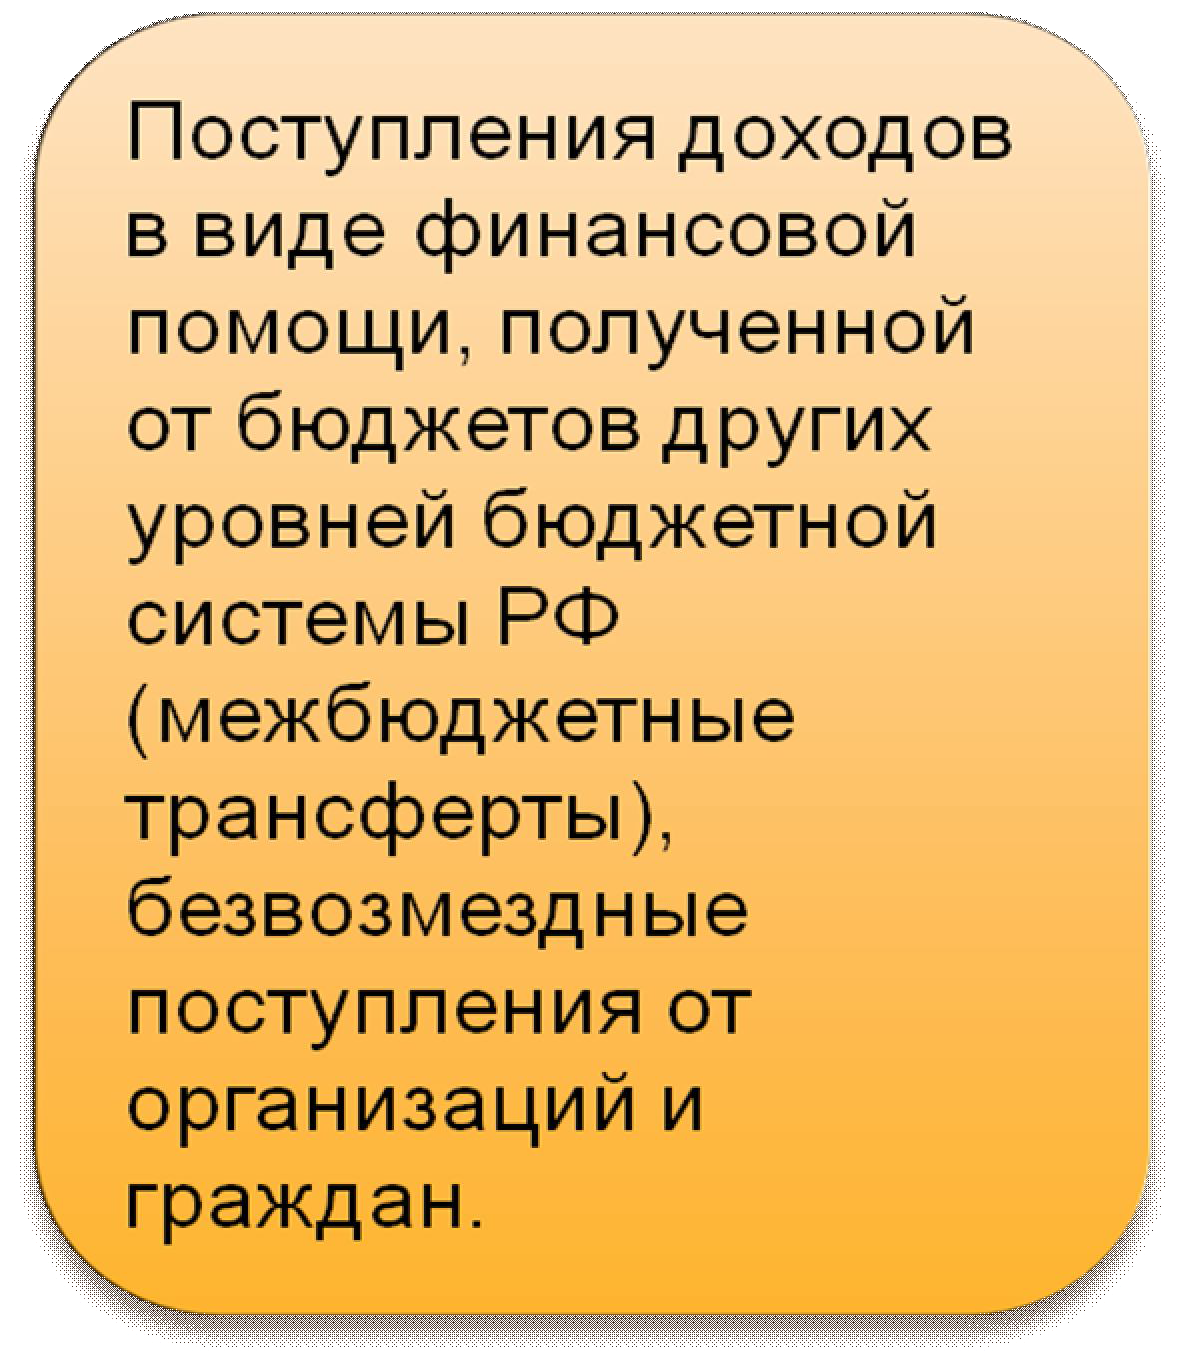 Поступления доходов
в виде финансовой
помощи, полученной
от бюджетов других
уровней бюджетной
системы РФ
(межбюджетные
трансферты),
безвозмездные
поступления от
организаций и
граждан.